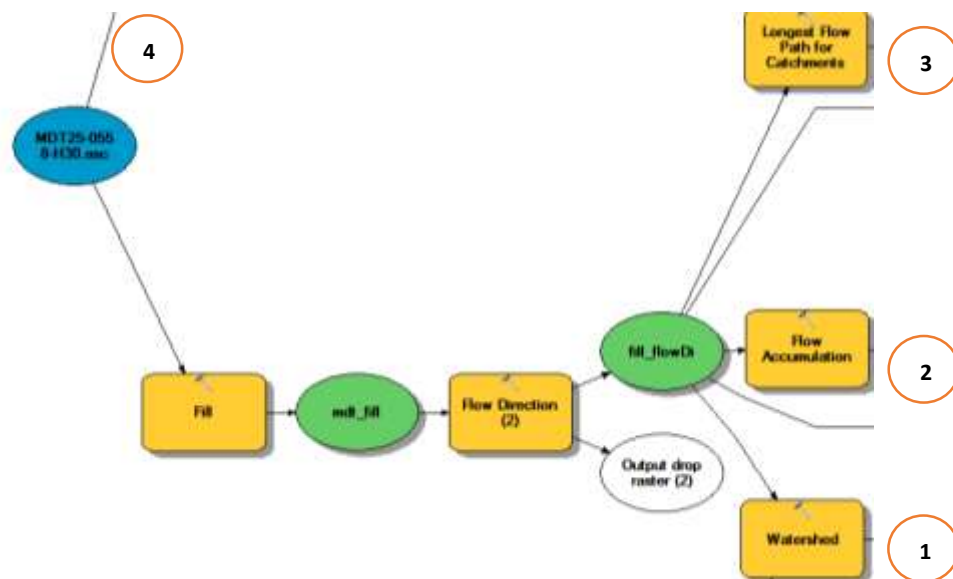 Longest Flow
Path for
Catchments
3
4
MDT25-055
8-H30.asc
fill_flowDi
Flow
Accumulation
2
Fill
mdt_fill
Flow Direction
(2)
Output drop
raster (2)
Watershed
1